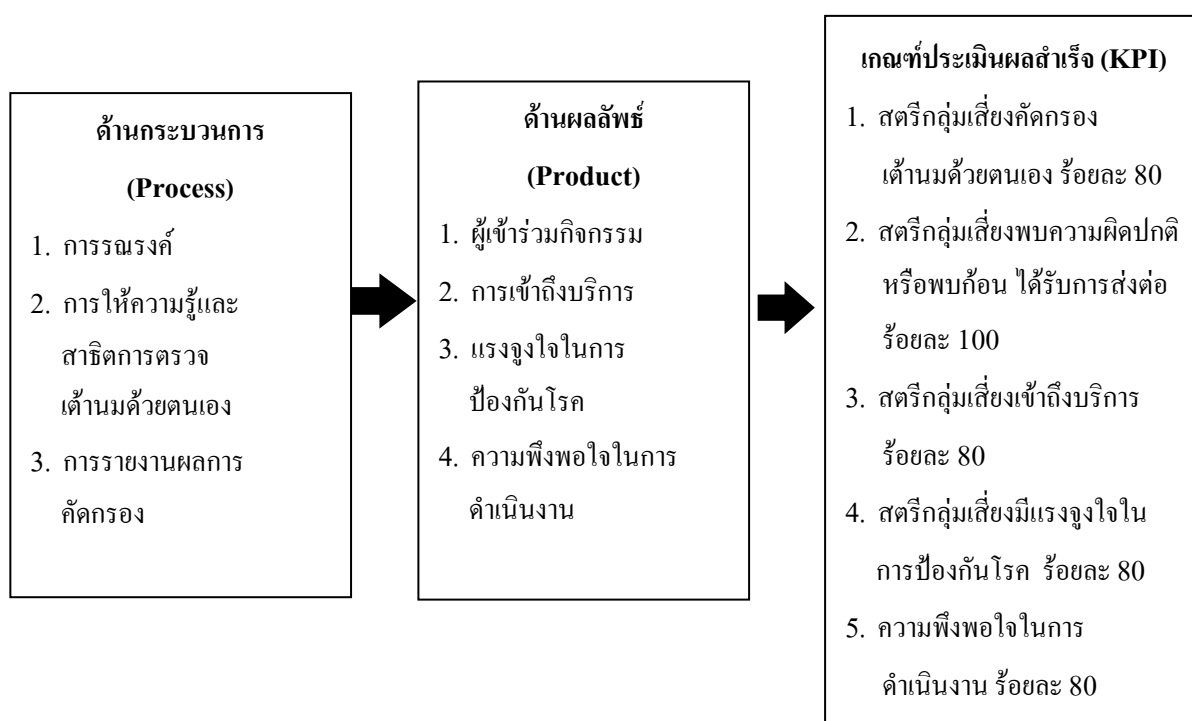 ด้านกระบวนการ
(Process)
1. การรณรงค์
2. การให้ความรู้และ
สาธิตการตรวจ
เต้านมด้วยตนเอง
3. การรายงานผลการ
คัดกรอง
ด้านผลลัพธ์
(Product)
1. ผู้เข้าร่วมกิจกรรม
2. การเข้าถึงบริการ
3. แรงจูงใจในการ
ป้องกันโรค
4. ความพึงพอใจในการ
ดำเนินงาน
เกณฑ์ประเมินผลสำเร็จ (KPI)
1. สตรีกลุ่มเสี่ยงคัดกรอง
เต้านมด้วยตนเอง ร้อยละ 80
2. สตรีกลุ่มเสี่ยงพบความผิดปกติ
หรือพบก้อน ได้รับการส่งต่อ
ร้อยละ 100
3. สตรีกลุ่มเสี่ยงเข้าถึงบริการ
ร้อยละ 80
4. สตรีกลุ่มเสี่ยงมีแรงจูงใจใน
การป้องกันโรค ร้อยละ 80
5. ความพึงพอใจในการ
ดำเนินงาน ร้อยละ 80